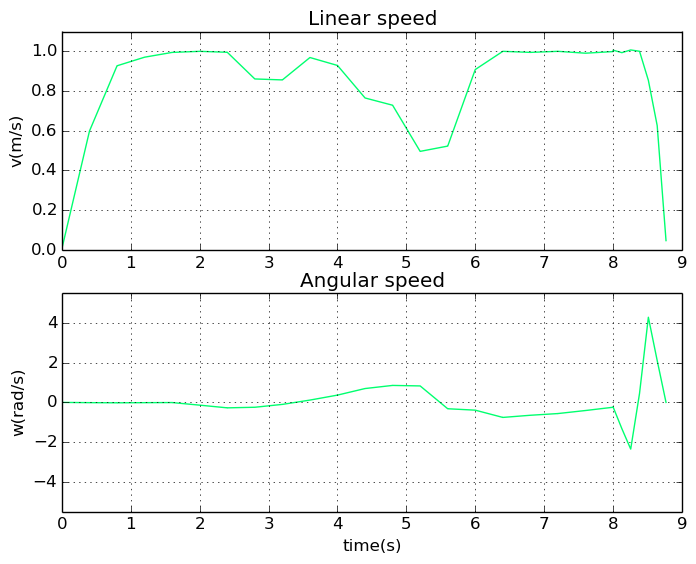 Linear speed
v(m/s)
1.0
0.8
0.6
0.4
0.2
0.0
0 1 2 3 4 5 6 7 8 9
Angular speed
w(rad/s)
4
2
0
−2
−4
0 1 2 3 4 5 6 7 8 9
time(s)